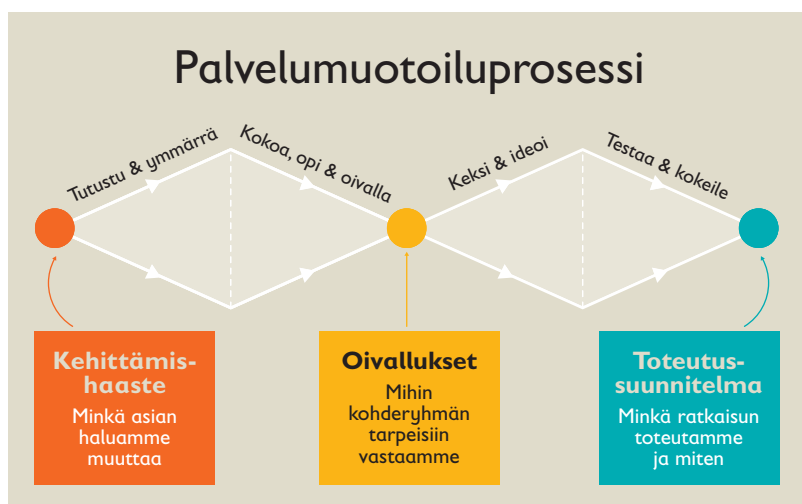 Palvelumuotoiluprosessi
Tutustu & ymmärrä
Kokoa, opi & oivalla
Keksi & ideoi
Testaa & kokeile
Kehittämis-
haaste
Minkä asian
haluamme
muuttaa
Oivallukset
Mihin
kohderyhmän
tarpeisiin
vastaamme
Toteutus-
suunnitelma
Minkä ratkaisun
toteutamme
ja miten